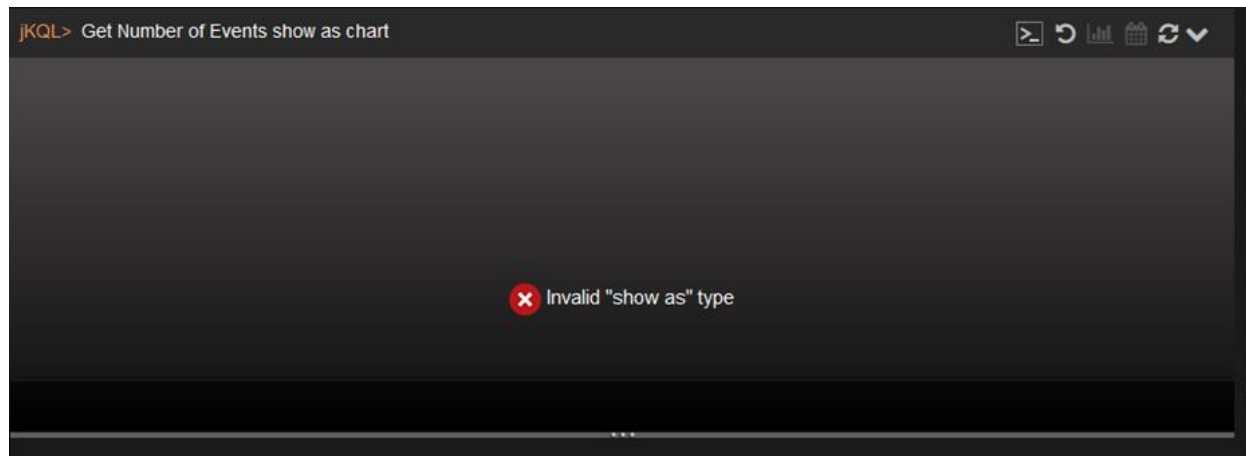 jKQL> Get Number of Events show as chart
Invalid "show as" type